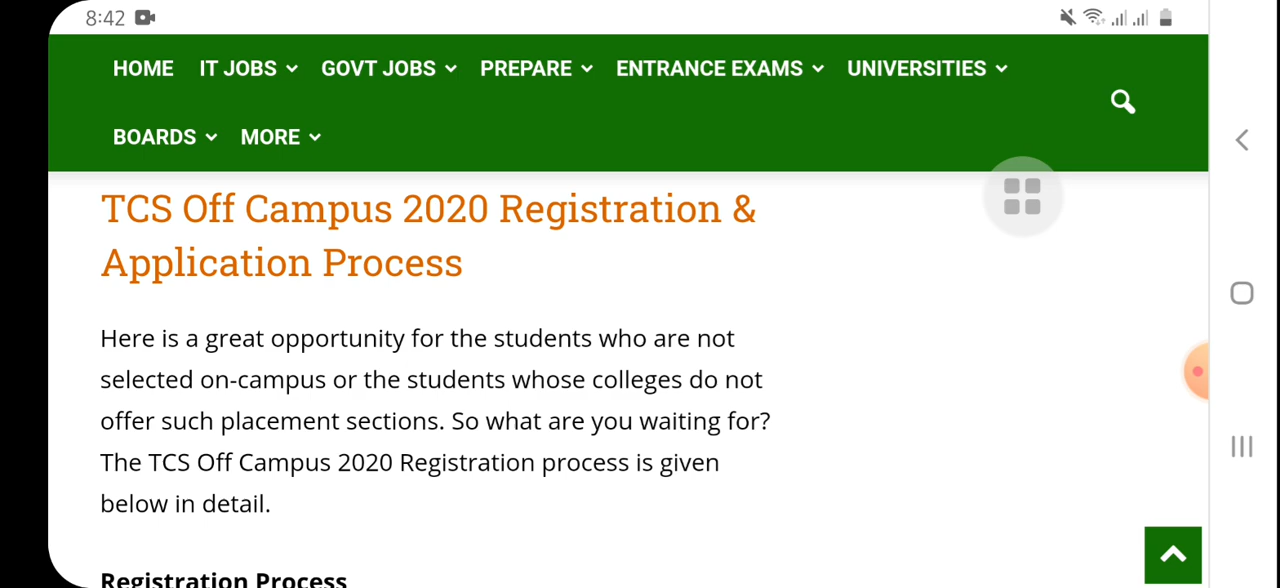 8:42
HOME IT JOBS GOVT JOBS PREPARE ENTRANCE EXAMS UNIVERSITIES
BOARDS MORE
TCS Off Campus 2020 Registration &
Application Process
Here is a great opportunity for the students who are not
selected on-campus or the students whose colleges do not
offer such placement sections. So what are you waiting for?
The TCS Off Campus 2020 Registration process is given
below in detail.
Registration Process